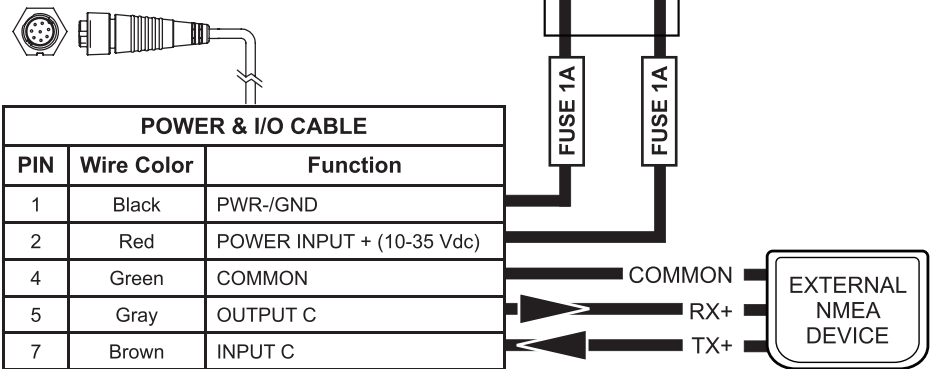 FUSE 1A
FUSE 1A
POWER & I/O CABLE
PIN Wire Color Function
1 Black PWR-/GND
2 Red POWER INPUT + (10-35 Vdc)
4 Green COMMON
5 Gray OUTPUT C
7 Brown INPUT C
COMMON
RX+
TX+
EXTERNAL
NMEA
DEVICE